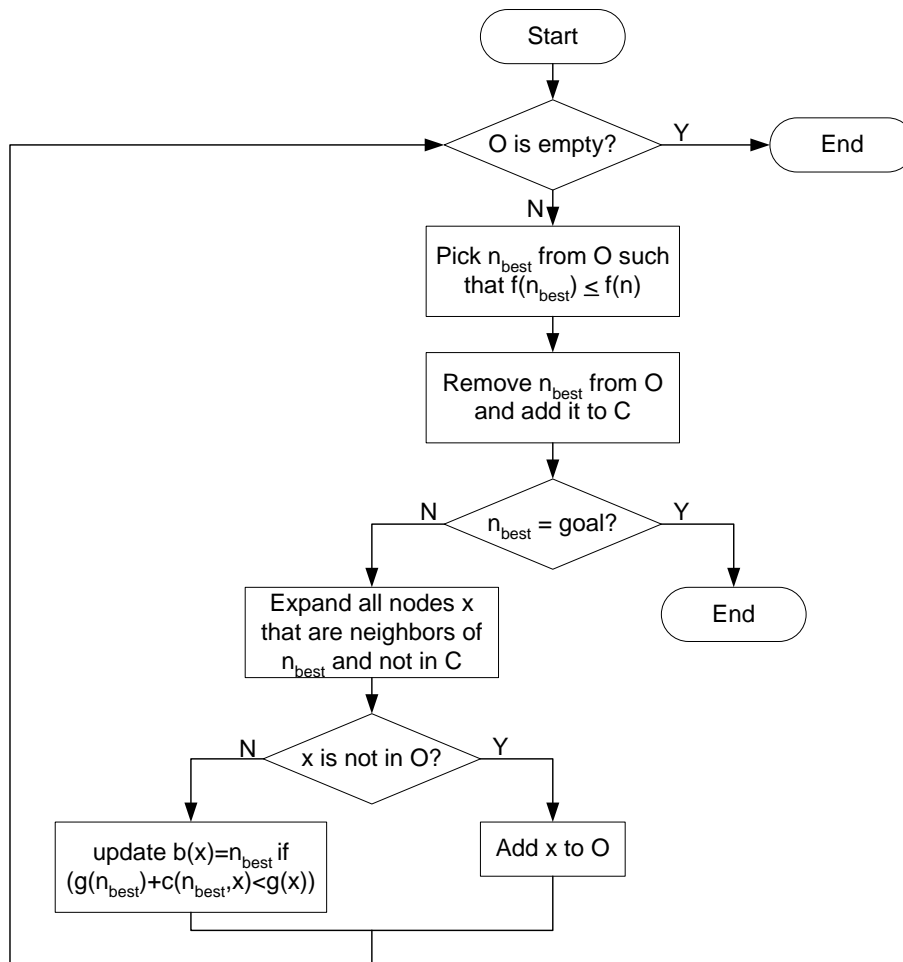 Start
O is empty?
Y
End
N
Pick n_best from O such
that f(n_best) ≤ f(n)
Remove n_best from O
and add it to C
N
n_best = goal?
Y
Expand all nodes x
that are neighbors of
n_best and not in C
End
N
x is not in O?
Y
update b(x)=n_best if
(g(n_best)+c(n_best,x)<g(x))
Add x to O